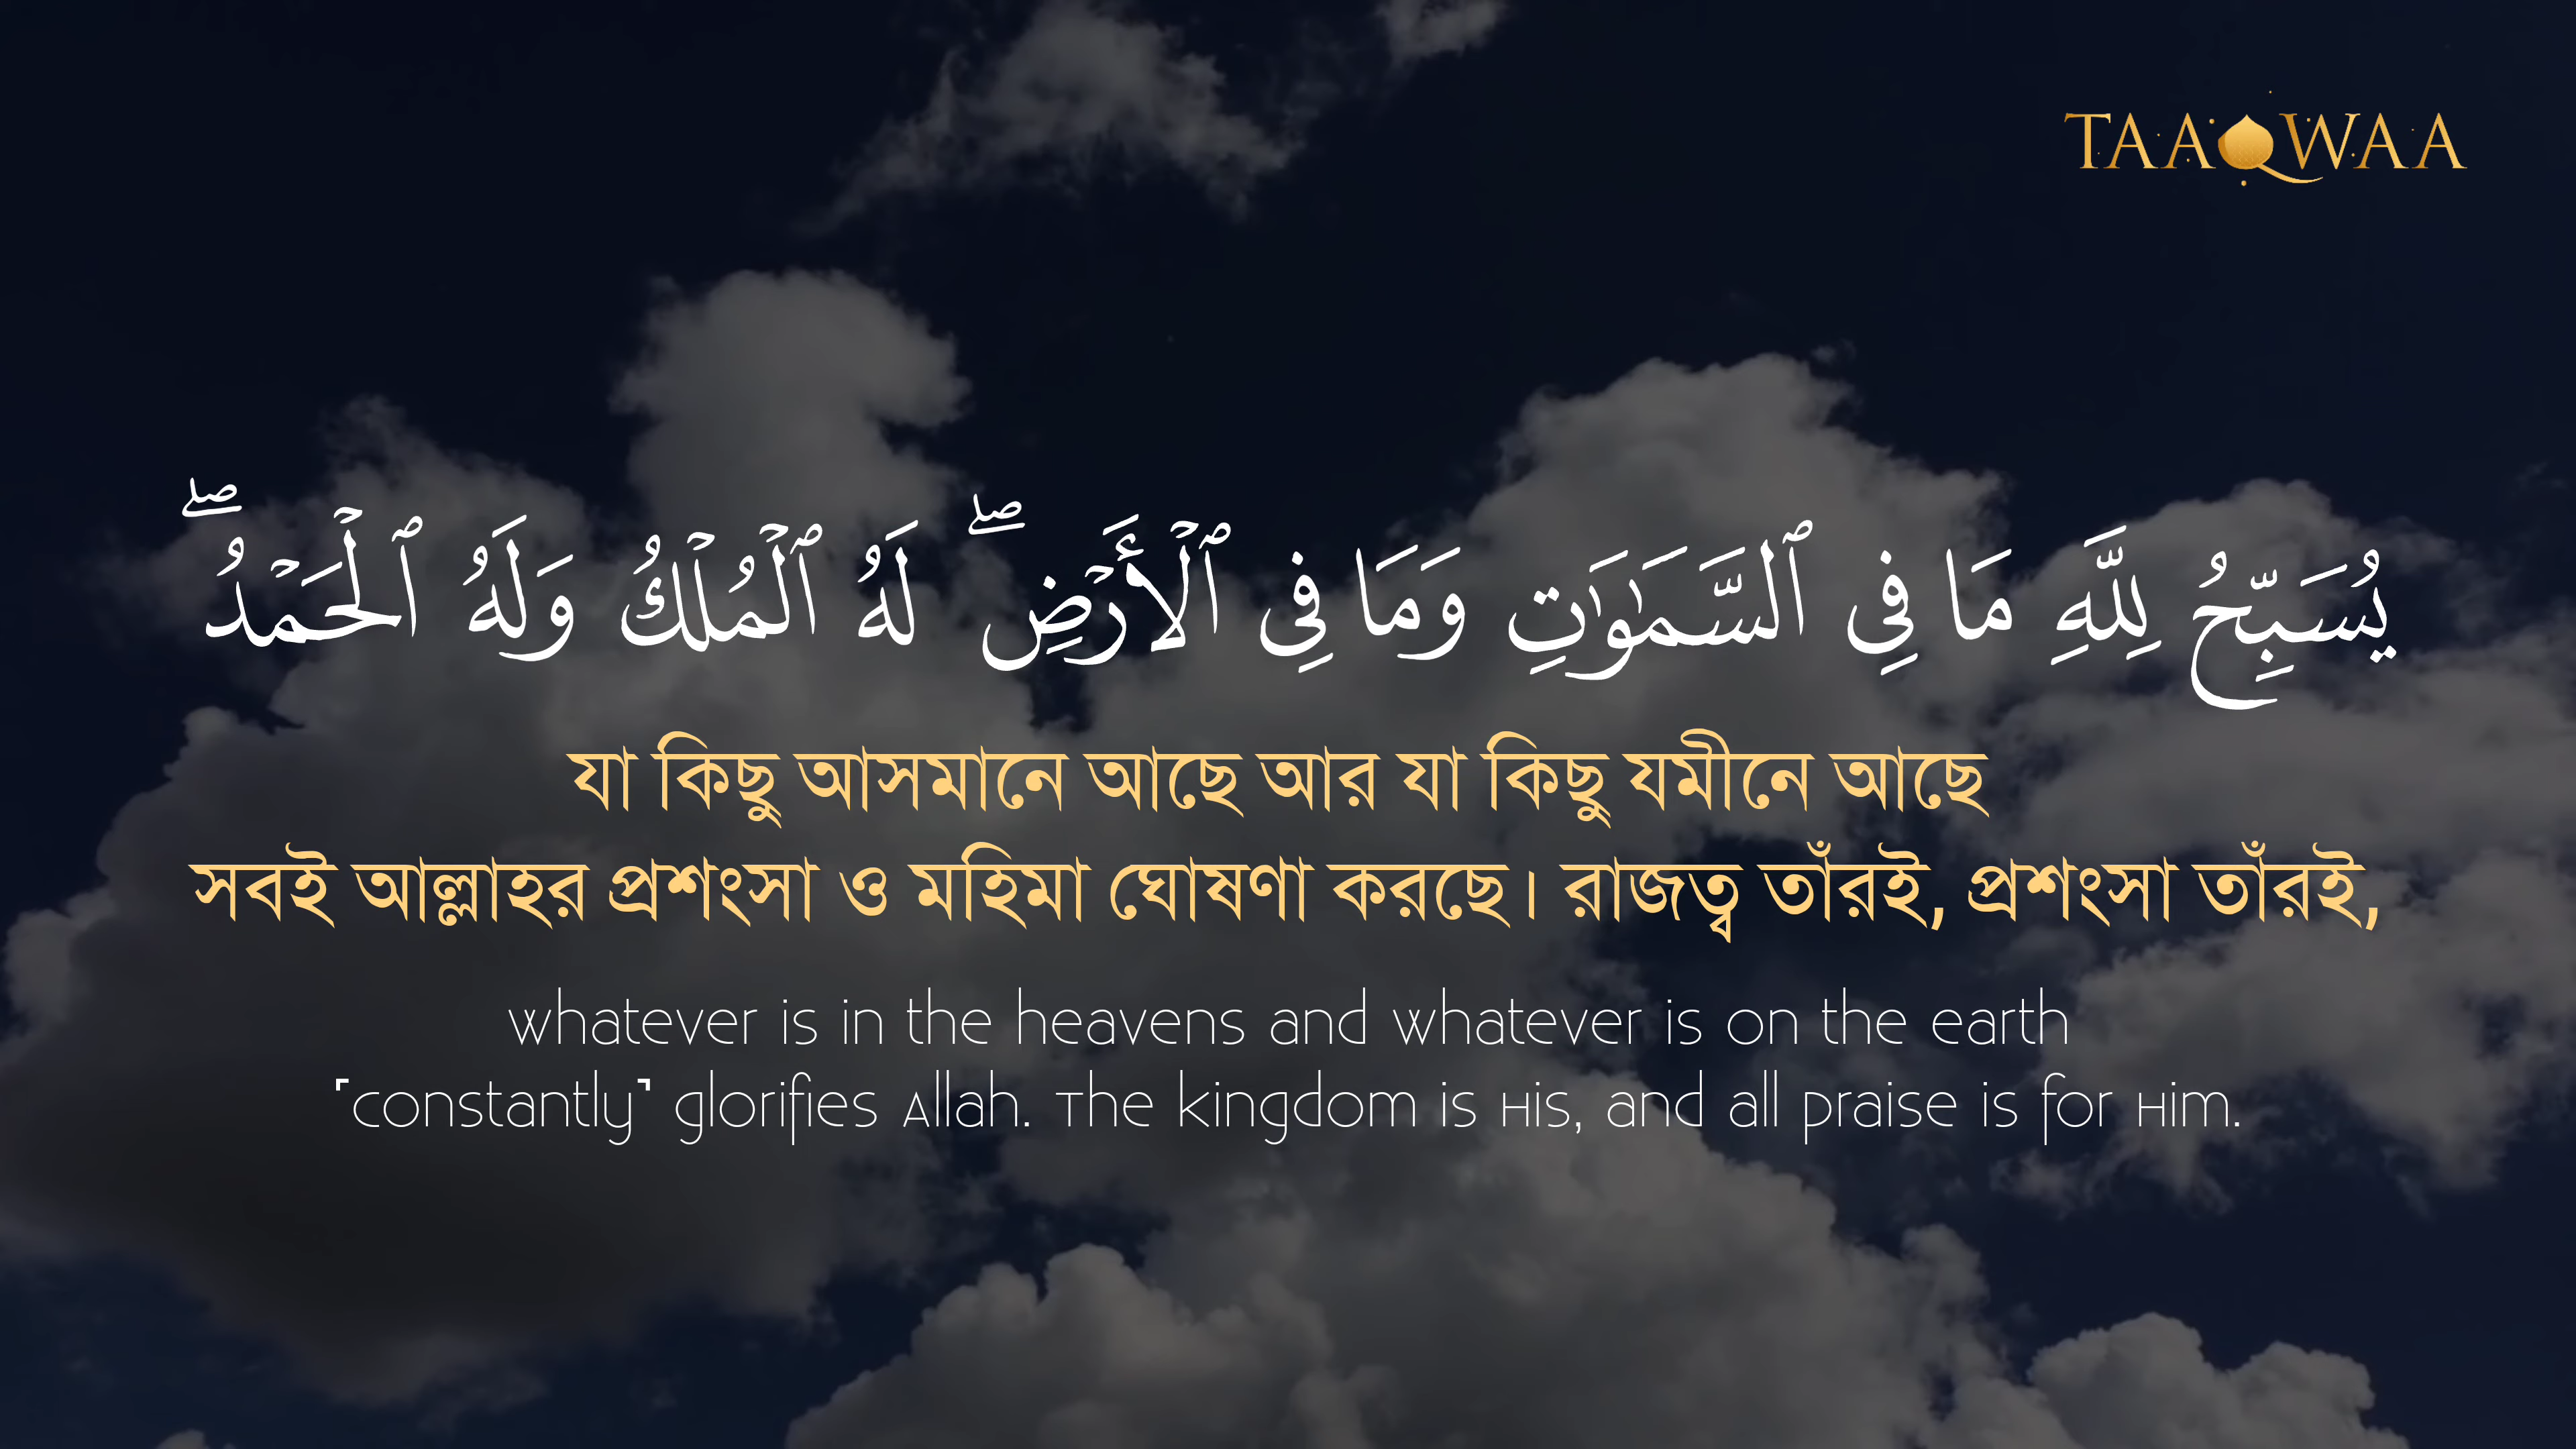 TAAQWAA
يُسَبِّحُ لِلَّهِ مَا فِي ٱلسَّمَـٰوَٰتِ وَمَا فِي ٱلْأَرْضِ ۖ لَهُ ٱلْمُلْكُ وَلَهُ ٱلْحَمْدُ ۖ
যা কিছু আসমানে আছে আর যা কিছু যমীনে আছে
সবই আল্লাহর প্রশংসা ও মহিমা ঘোষণা করছে। রাজত্ব তাঁরই, প্রশংসা তাঁরই,
whatever is in the heavens and whatever is on the earth
˹constantly˺ glorifies Allah. The kingdom is His, and all praise is for Him.